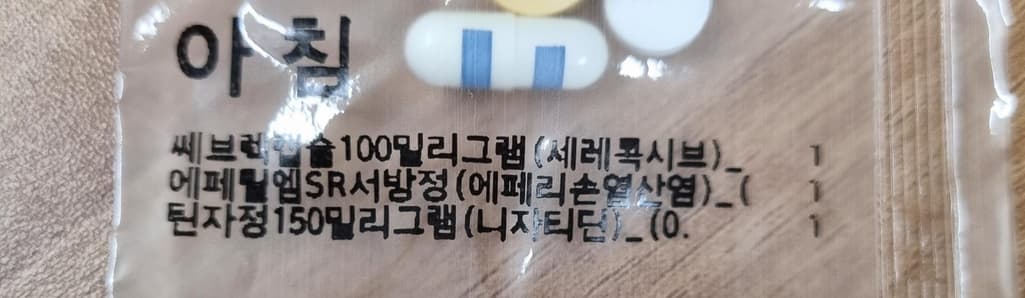 아침
쎄브렉캡슐100밀리그램(세레콕시브)_ 1
에페릴엠SR서방정(에페리손염산염)_( 1
틴자정150밀리그램(니자티딘)_(0. 1